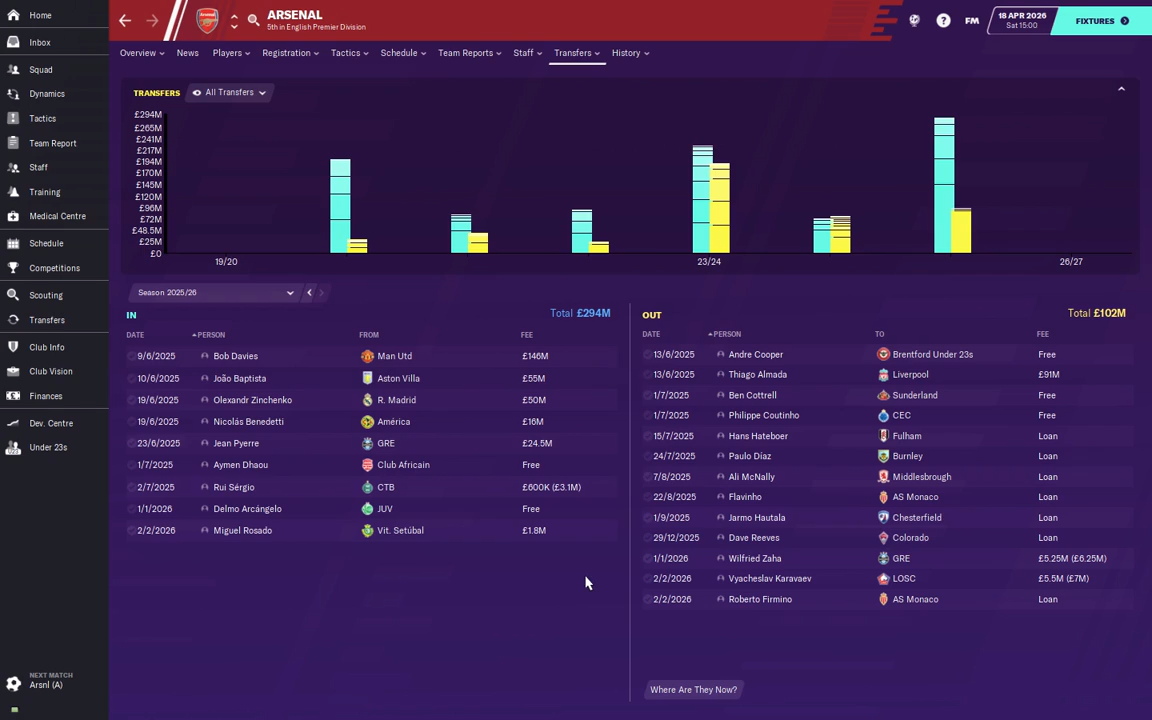 Home
Inbox
Squad
Dynamics
Tactics
Team Report
Staff
Training
Medical Centre
Schedule
Competitions
Scouting
Transfers
Club Info
Club Vision
Finances
Dev. Centre
Under 23s
NEXT MATCH
Arsnl (A)
ARSENAL
5th in English Premier Division
FM
18 APR 2026
Sat 15:00
FIXTURES
Overview News Players Registration Tactics Schedule Team Reports Staff Transfers History
TRANSFERS All Transfers
£294M
£265M
£241M
£217M
£194M
£170M
£145M
£120M
£96M
£72M
£48.5M
£25M
£0
19/20 23/24 26/27
Season 2025/26
IN Total £294M
DATE PERSON FROM FEE
9/6/2025 Bob Davies Man Utd £146M
10/6/2025 João Baptista Aston Villa £55M
19/6/2025 Olexandr Zinchenko R. Madrid £50M
19/6/2025 Nicolás Benedetti América £16M
23/6/2025 Jean Pyerre GRE £24.5M
1/7/2025 Aymen Dhaou Club Africain Free
2/7/2025 Rui Sérgio CTB £600K (£3.1M)
1/1/2026 Delmo Arcángelo JUV Free
2/2/2026 Miguel Rosado Vit. Setúbal £1.8M
OUT Total £102M
DATE PERSON TO FEE
13/6/2025 Andre Cooper Brentford Under 23s Free
13/6/2025 Thiago Almada Liverpool £91M
1/7/2025 Ben Cottrell Sunderland Free
1/7/2025 Philippe Coutinho CEC Free
15/7/2025 Hans Hateboer Fulham Loan
24/7/2025 Paulo Díaz Burnley Loan
7/8/2025 Ali McNally Middlesbrough Loan
22/8/2025 Flavinho AS Monaco Loan
1/9/2025 Jarmo Hautala Chesterfield Loan
29/12/2025 Dave Reeves Colorado Loan
1/1/2026 Wilfried Zaha GRE £5.25M (£6.25M)
2/2/2026 Vyacheslav Karavaev LOSC £5.5M (£7M)
2/2/2026 Roberto Firmino AS Monaco Loan
Where Are They Now?